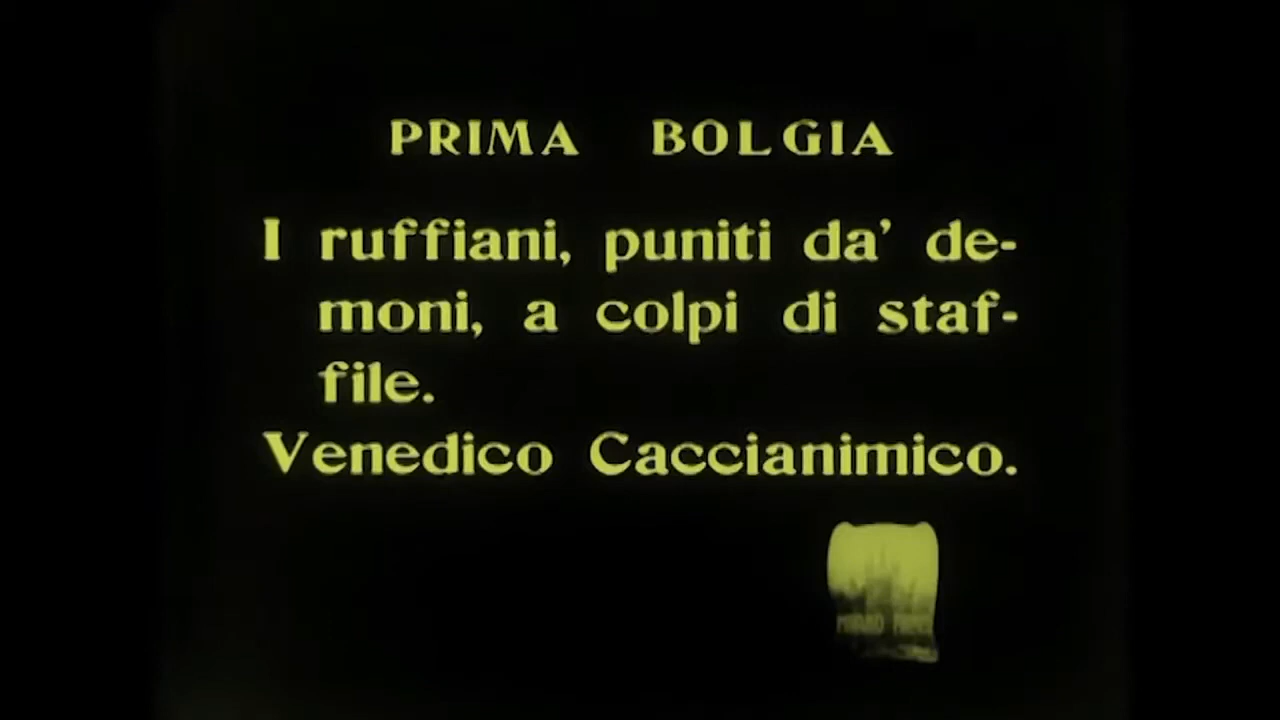 PRIMA BOLGIA
I ruffiani, puniti da' de-
moni, a colpi di staf-
file.
Venedico Caccianimico.